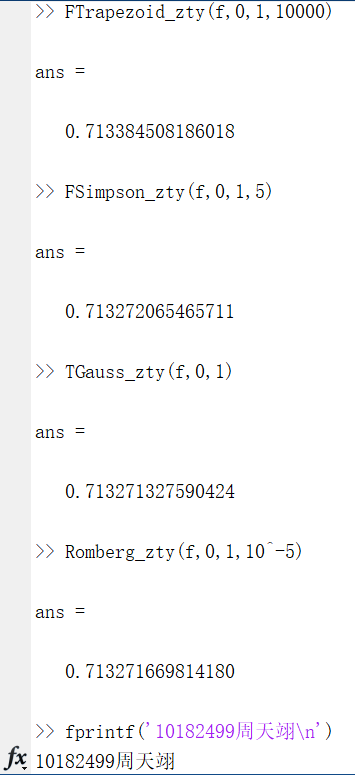 >> FTrapezoid_zty(f,0,1,10000)
ans =
0.713384508186018
>> FSimpson_zty(f,0,1,5)
ans =
0.713272065465711
>> TGauss_zty(f,0,1)
ans =
0.713271327590424
>> Romberg_zty(f,0,1,10^-5)
ans =
0.713271669814180
>> fprintf('10182499周天翊\n')
fx 10182499周天翊